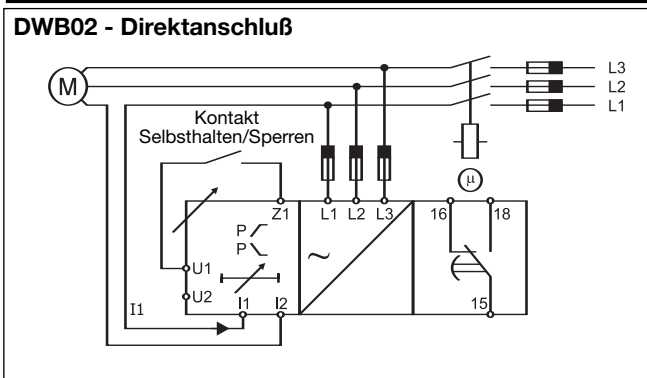 DWB02 - Direktanschluß
L3
L2
L1
M
Kontakt
Selbsthalten/Sperren
µ
Z1
L1 L2 L3
16
18
P
P
~
U1
U2
I1
I1
I2
15